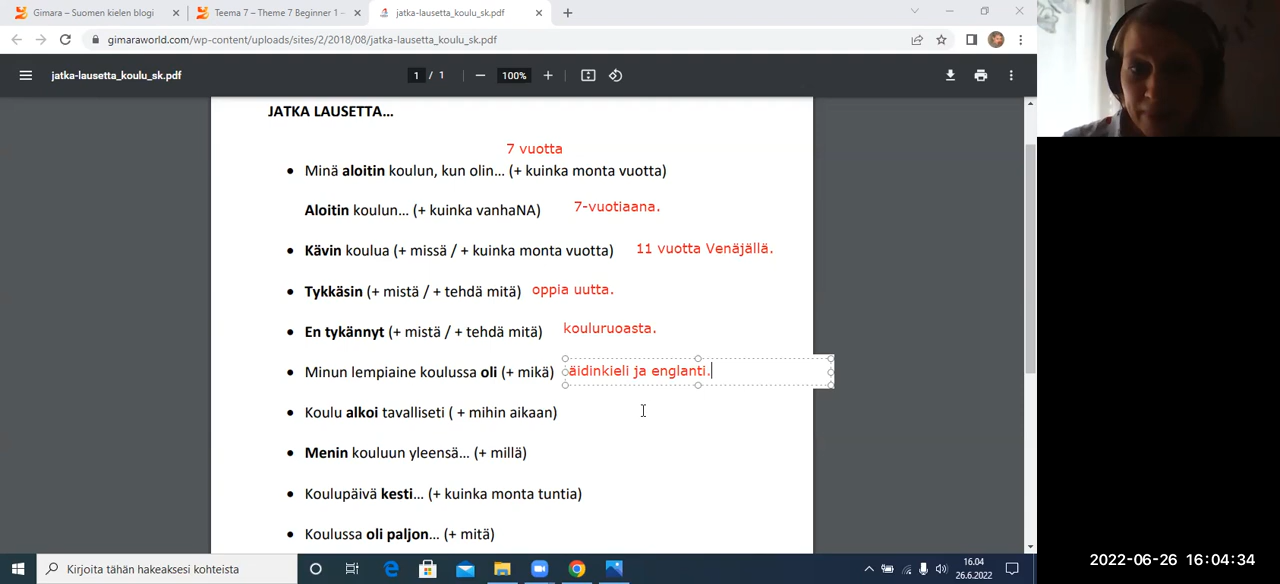 Gimara – Suomen kielen blogi
Teema 7 – Theme 7 Beginner 1 –
jatka-lausetta_koulu_sk.pdf
gimaraworld.com/wp-content/uploads/sites/2/2018/08/jatka-lausetta_koulu_sk.pdf
jatka-lausetta_koulu_sk.pdf
1 / 1
100%
JATKA LAUSETTA...
7 vuotta
Minä aloitin koulun, kun olin... (+ kuinka monta vuotta)
Aloitin koulun... (+ kuinka vanhaNA) 7-vuotiaana.
Kävin koulua (+ missä / + kuinka monta vuotta) 11 vuotta Venäjällä.
Tykkäsin (+ mistä / + tehdä mitä) oppia uutta.
En tykännyt (+ mistä / + tehdä mitä) kouluruoasta.
Minun lempiaine koulussa oli (+ mikä) äidinkieli ja englanti.
Koulu alkoi tavalliseti ( + mihin aikaan)
Menin kouluun yleensä... (+ millä)
Koulupäivä kesti... (+ kuinka monta tuntia)
Koulussa oli paljon... (+ mitä)
Kirjoita tähän hakeaksesi kohteista
16.04
26.6.2022
2022-06-26 16:04:34